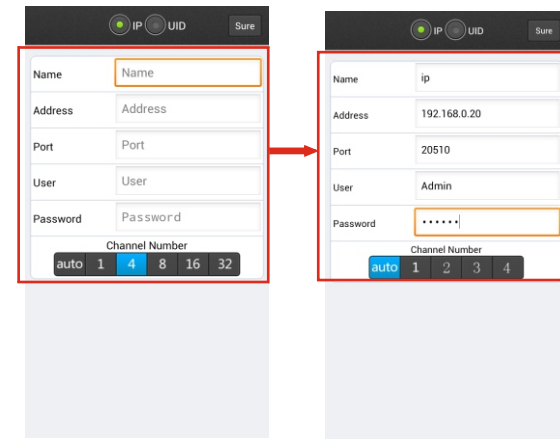 IP UID Sure
Name Name
Address Address
Port Port
User User
Password Password
Channel Number
auto 1 4 8 16 32
IP UID Sure
Name ip
Address 192.168.0.20
Port 20510
User Admin
Password ••••••
Channel Number
auto 1 2 3 4